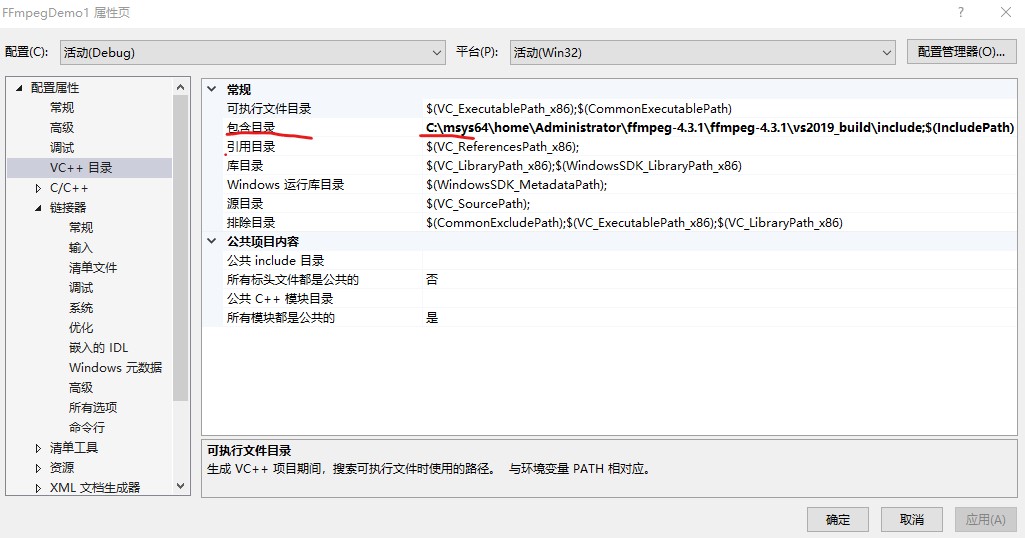 FFmpegDemo1 属性页
配置(C): 活动(Debug) 平台(P): 活动(Win32) 配置管理器(O)...
配置属性
常规
高级
调试
VC++ 目录
C/C++
链接器
常规
输入
清单文件
调试
系统
优化
嵌入的 IDL
Windows 元数据
高级
所有选项
命令行
清单工具
资源
XML 文档生成器
常规
可执行文件目录 $(VC_ExecutablePath_x86);$(CommonExecutablePath)
包含目录 C:\msys64\home\Administrator\ffmpeg-4.3.1\ffmpeg-4.3.1\vs2019_build\include;$(IncludePath)
引用目录 $(VC_ReferencesPath_x86);
库目录 $(VC_LibraryPath_x86);$(WindowsSDK_LibraryPath_x86)
Windows 运行库目录 $(WindowsSDK_MetadataPath);
源目录 $(VC_SourcePath);
排除目录 $(CommonExcludePath);$(VC_ExecutablePath_x86);$(VC_LibraryPath_x86)
公共项目内容
公共 include 目录
所有标头文件都是公共的 否
公共 C++ 模块目录
所有模块都是公共的 是
可执行文件目录
生成 VC++ 项目期间，搜索可执行文件时使用的路径。 与环境变量 PATH 相对应。
确定 取消 应用(A)